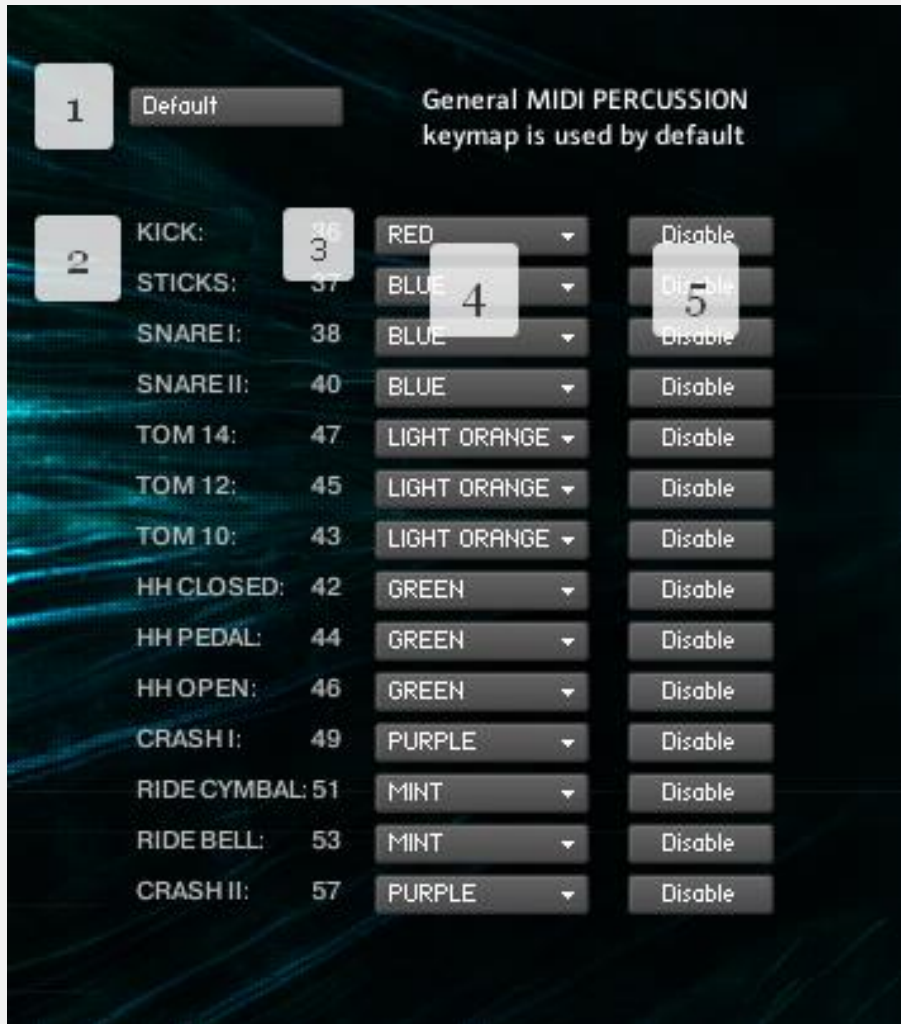 1
Default
General MIDI PERCUSSION
keymap is used by default
2
3
4
5
KICK: 36 RED Disable
STICKS: 37 BLUE Disable
SNARE I: 38 BLUE Disable
SNARE II: 40 BLUE Disable
TOM 14: 47 LIGHT ORANGE Disable
TOM 12: 45 LIGHT ORANGE Disable
TOM 10: 43 LIGHT ORANGE Disable
HH CLOSED: 42 GREEN Disable
HH PEDAL: 44 GREEN Disable
HH OPEN: 46 GREEN Disable
CRASH I: 49 PURPLE Disable
RIDE CYMBAL: 51 MINT Disable
RIDE BELL: 53 MINT Disable
CRASH II: 57 PURPLE Disable